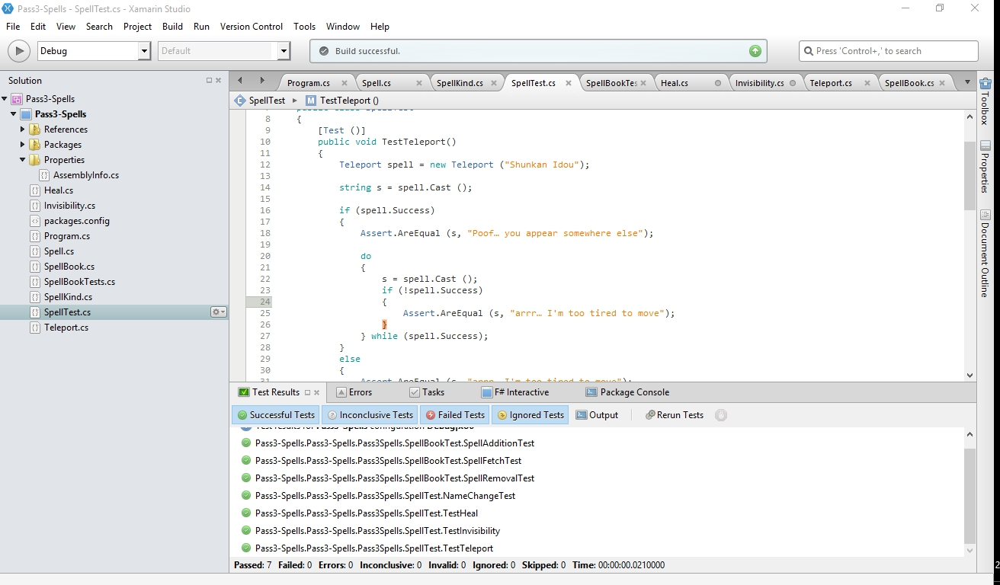 Pass3-Spells - SpellTest.cs - Xamarin Studio
File Edit View Search Project Build Run Version Control Tools Window Help
Debug Default Build successful. Press 'Control+,' to search
Solution
Pass3-Spells
Pass3-Spells
References
Packages
Properties
AssemblyInfo.cs
Heal.cs
Invisibility.cs
packages.config
Program.cs
Spell.cs
SpellBook.cs
SpellBookTests.cs
SpellKind.cs
SpellTest.cs
Teleport.cs
Program.cs Spell.cs SpellKind.cs SpellTest.cs SpellBookTes Heal.cs Invisibility.cs Teleport.cs SpellBook.cs
C SpellTest M TestTeleport ()
8 {
9 [Test ()]
10 public void TestTeleport()
11 {
12 Teleport spell = new Teleport ("Shunkan Idou");
13
14 string s = spell.Cast ();
15
16 if (spell.Success)
17 {
18 Assert.AreEqual (s, "Poof… you appear somewhere else");
19
20 do
21 {
22 s = spell.Cast ();
23 if (!spell.Success)
24 {
25 Assert.AreEqual (s, "arrr… I'm too tired to move");
26 }
27 } while (spell.Success);
28 }
29 else
30 {
Toolbox
Properties
Document Outline
Test Results Errors Tasks F# Interactive Package Console
Successful Tests Inconclusive Tests Failed Tests Ignored Tests Output Rerun Tests
Test results for Pass3-Spells configuration Debug|x86
Pass3-Spells.Pass3-Spells.Pass3Spells.SpellBookTest.SpellAdditionTest
Pass3-Spells.Pass3-Spells.Pass3Spells.SpellBookTest.SpellFetchTest
Pass3-Spells.Pass3-Spells.Pass3Spells.SpellBookTest.SpellRemovalTest
Pass3-Spells.Pass3-Spells.Pass3Spells.SpellTest.NameChangeTest
Pass3-Spells.Pass3-Spells.Pass3Spells.SpellTest.TestHeal
Pass3-Spells.Pass3-Spells.Pass3Spells.SpellTest.TestInvisibility
Pass3-Spells.Pass3-Spells.Pass3Spells.SpellTest.TestTeleport
Passed: 7 Failed: 0 Errors: 0 Inconclusive: 0 Invalid: 0 Ignored: 0 Skipped: 0 Time: 00:00:00.0210000
2